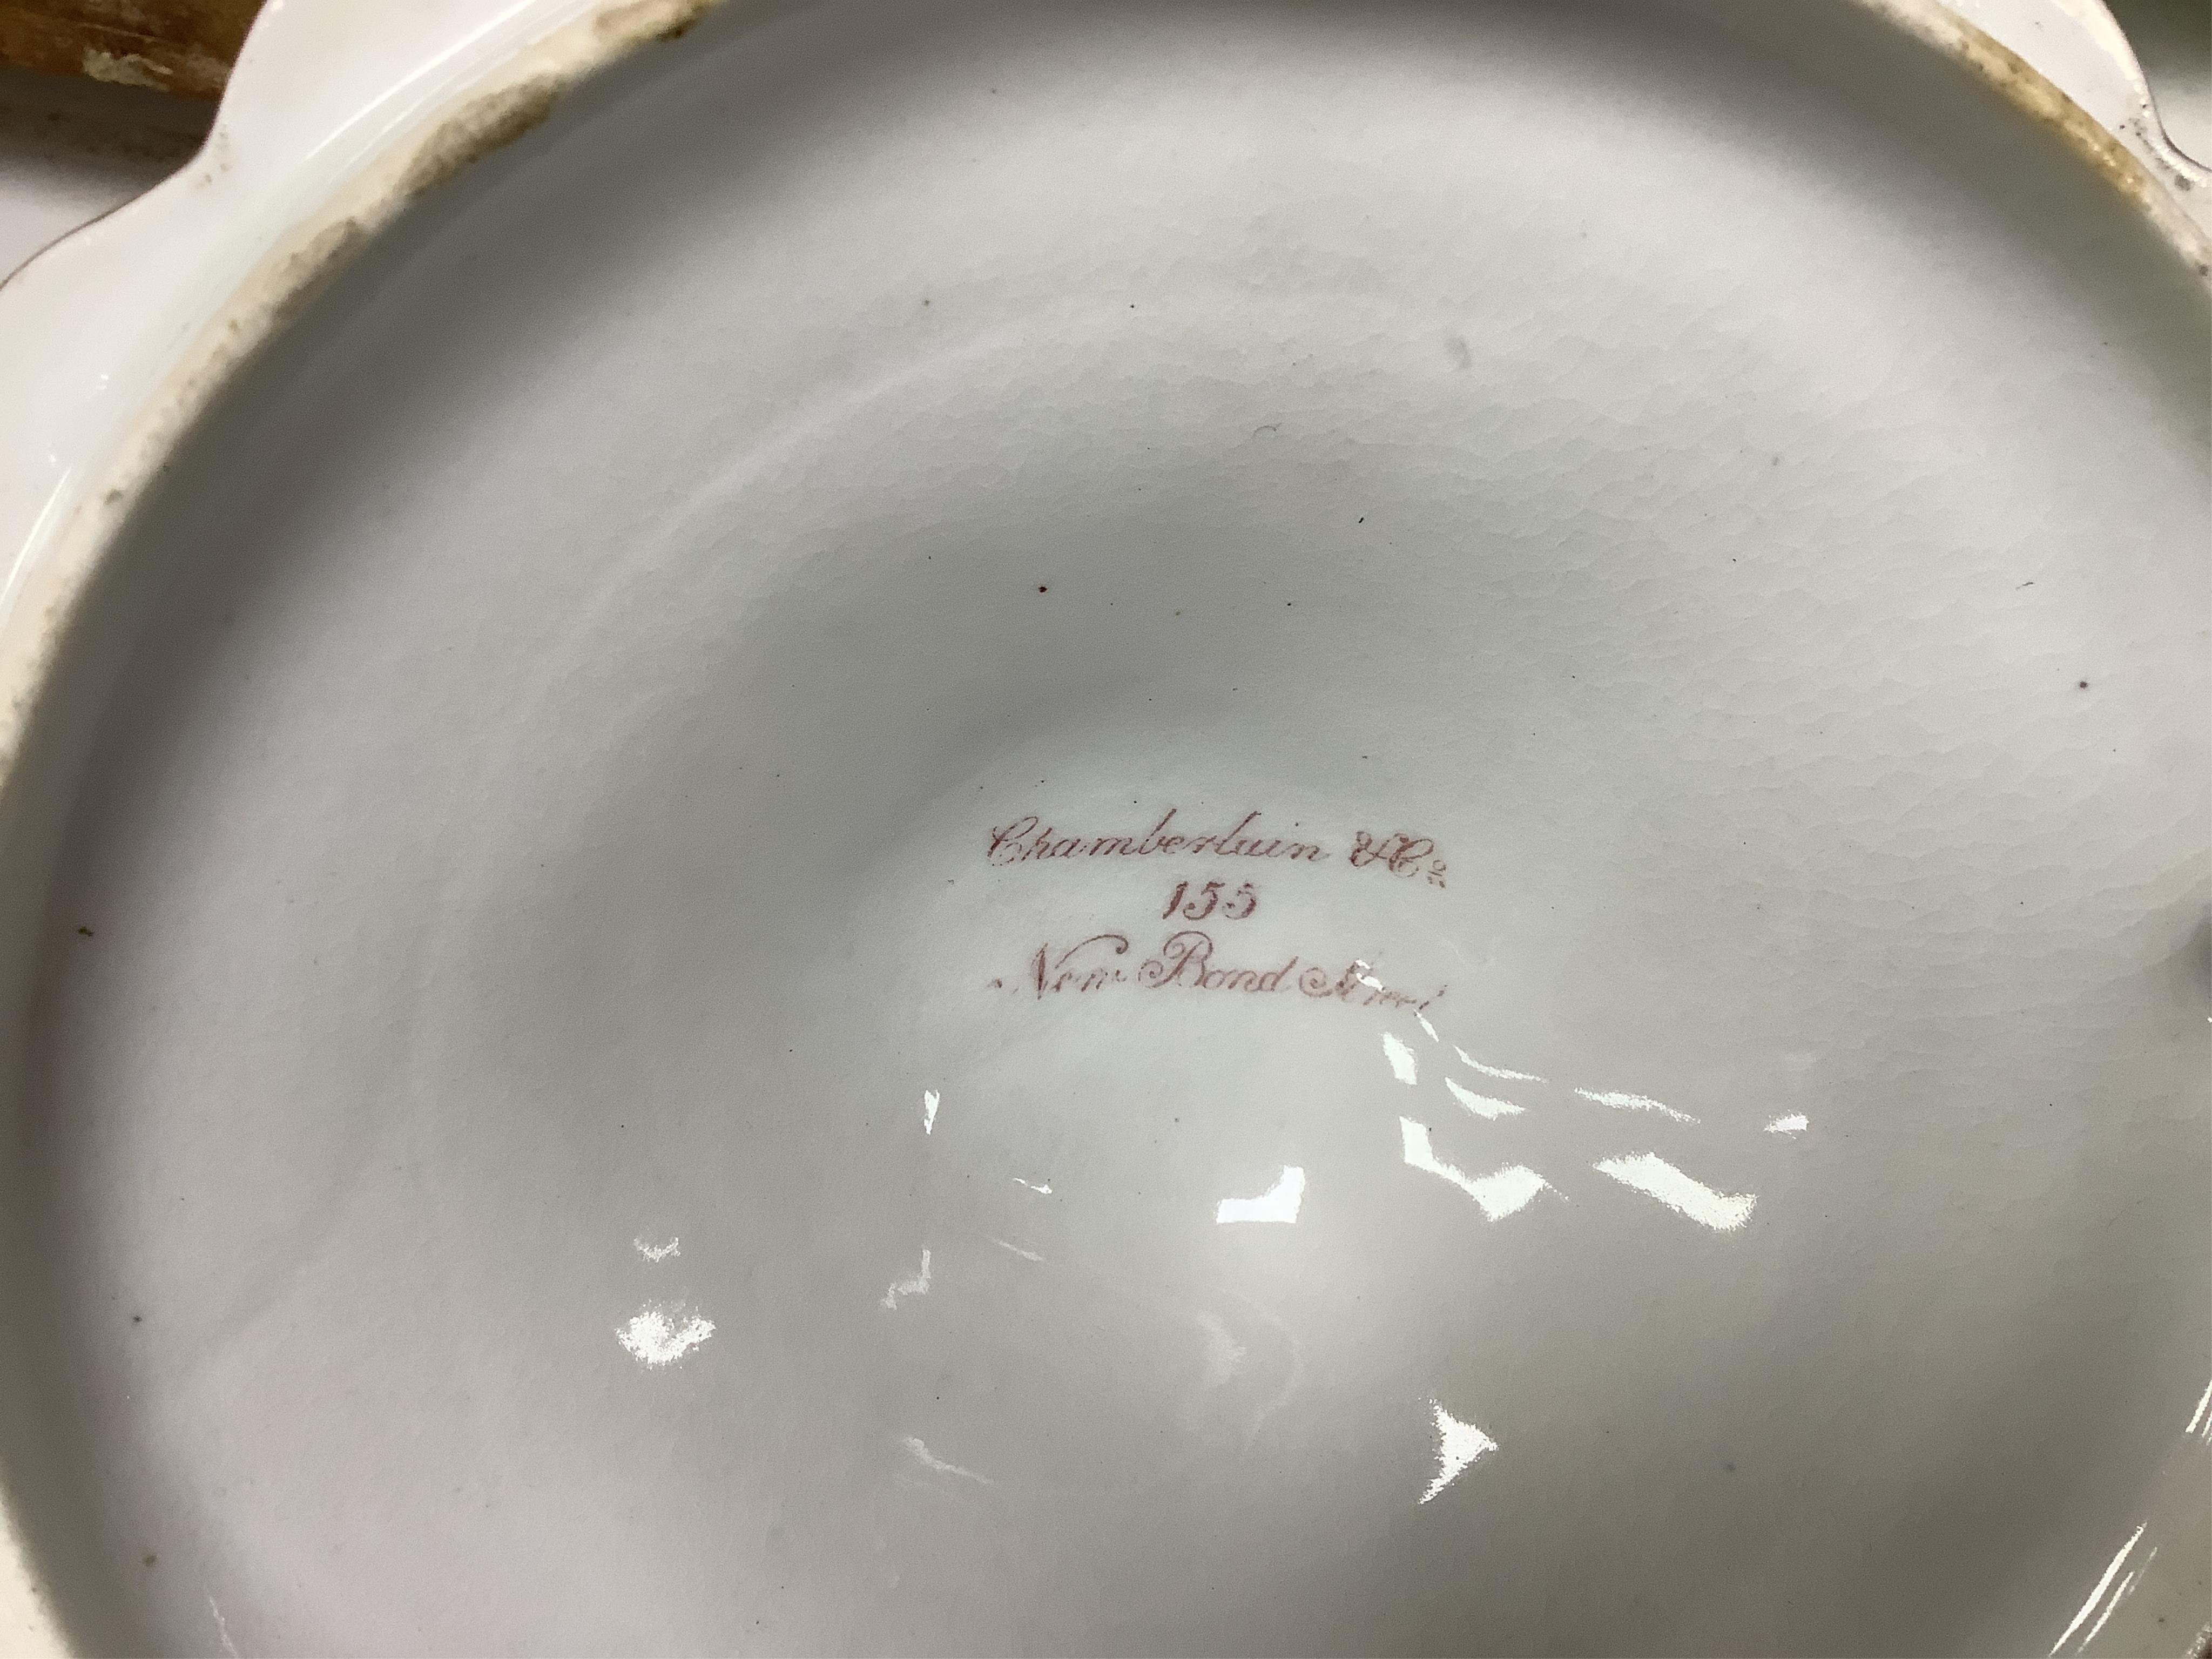 Chamberlain & Co
155
New Bond Street